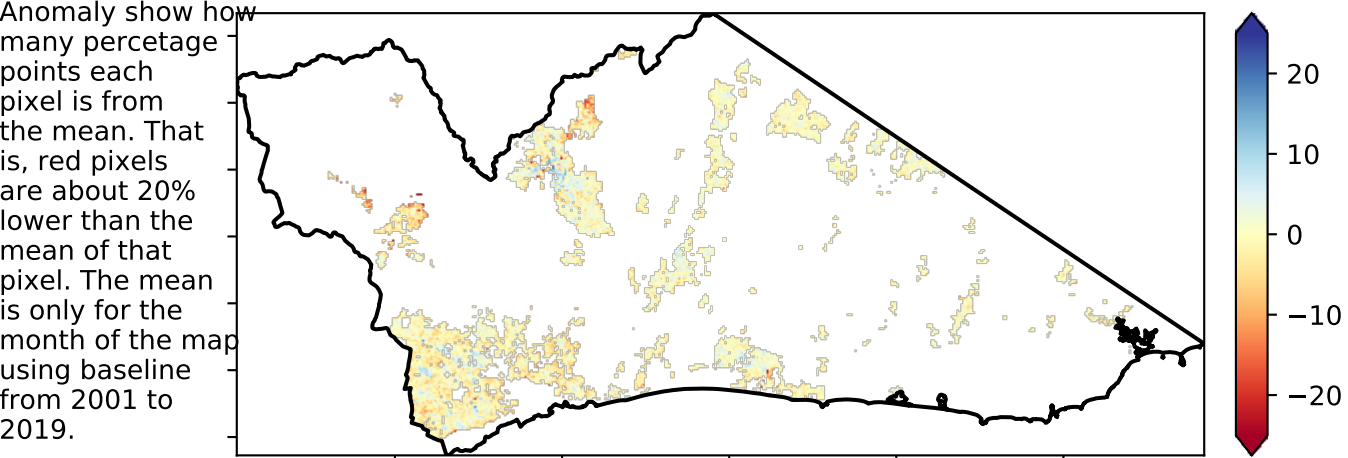 Anomaly show how
many percetage
points each
pixel is from
the mean. That
is, red pixels
are about 20%
lower than the
mean of that
pixel. The mean
is only for the
month of the map
using baseline
from 2001 to
2019.
20
10
0
−10
−20